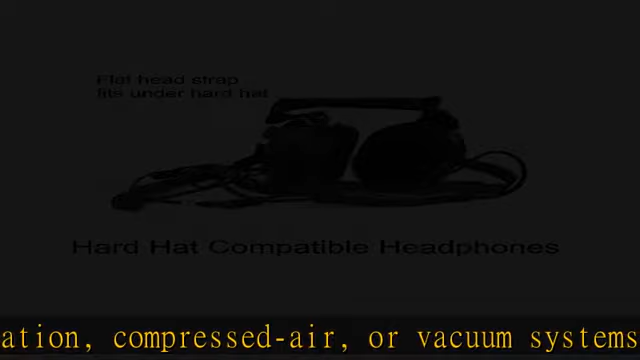 Flat head strap
fits under hard hat
Hard Hat Compatible Headphones
ation, compressed-air, or vacuum systems